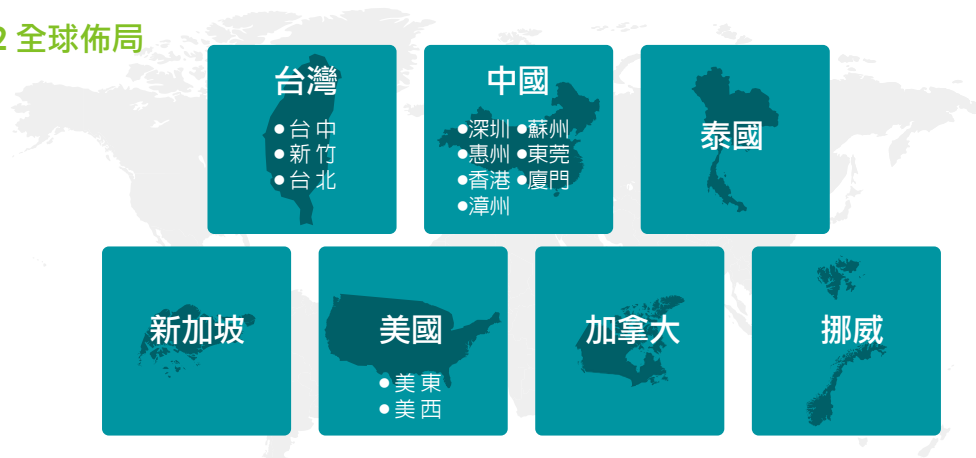 2 全球佈局
台灣
●台中
●新竹
●台北
中國
●深圳 ●蘇州
●惠州 ●東莞
●香港 ●廈門
●漳州
泰國
新加坡
美國
●美東
●美西
加拿大
挪威